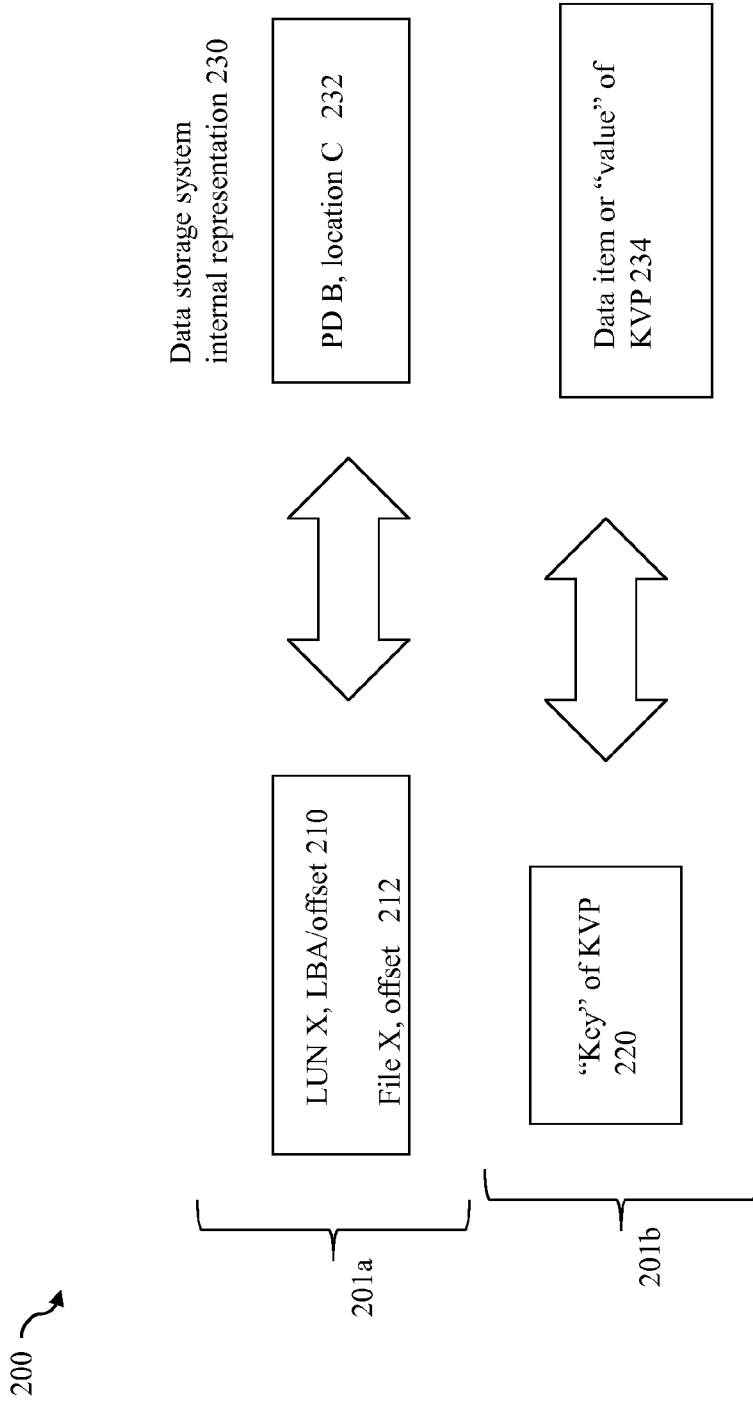 200
Data storage system
internal representation 230
201a
LUN X, LBA/offset 210
File X, offset 212
PD B, location C 232
201b
“Key” of KVP
220
Data item or “value” of
KVP 234